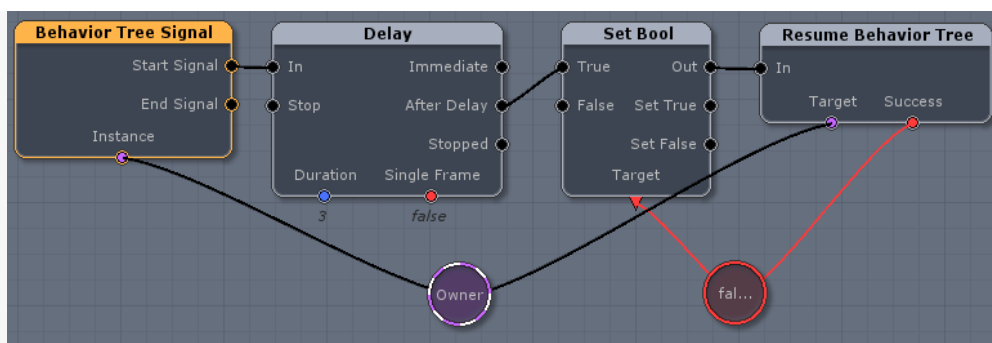 Behavior Tree Signal
Start Signal
End Signal
Instance
Delay
In
Immediate
Stop
After Delay
Stopped
Duration
Single Frame
3
false
Set Bool
True
Out
False
Set True
Set False
Target
Resume Behavior Tree
In
Target
Success
Owner
fal...